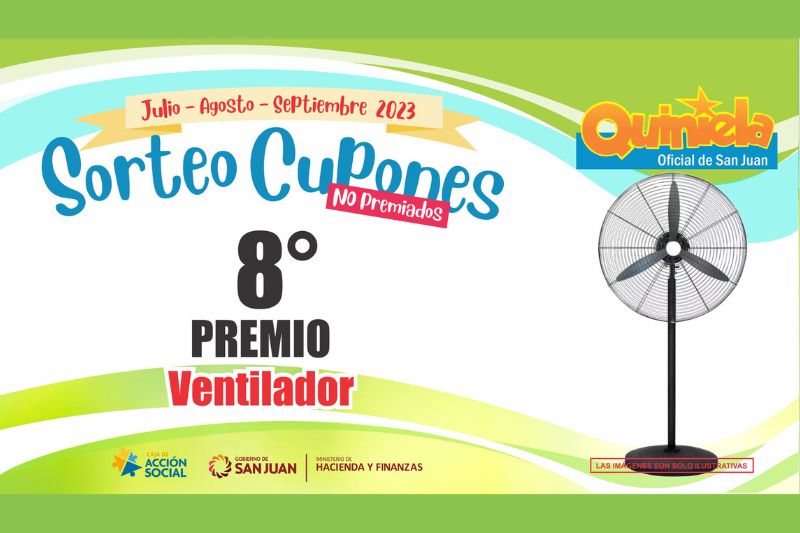 Julio - Agosto - Septiembre 2023
Sorteo Cupones
No Premiados
Quiniela
Oficial de San Juan
8°
PREMIO
Ventilador
CAJA DE
ACCIÓN
SOCIAL
GOBIERNO DE
SAN JUAN
MINISTERIO DE
HACIENDA Y FINANZAS
LAS IMÁGENES SON SOLO ILUSTRATIVAS